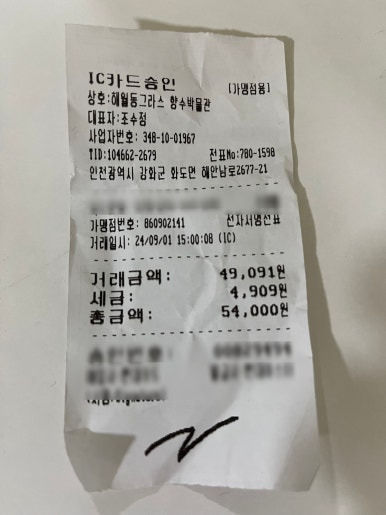 IC카드승인 [가맹점용]
상호:해월동그라스 향수박물관
대표자:조수정
사업자번호: 348-10-01967
TID:104662-2679 전표No:780-1598
인천광역시 강화군 화도면 해안남로2677-21
가맹점번호: 860902141 전자서명전표
거래일시: 24/09/01 15:00:08 (IC)
거래금액: 49,091원
세금: 4,909원
총금액: 54,000원